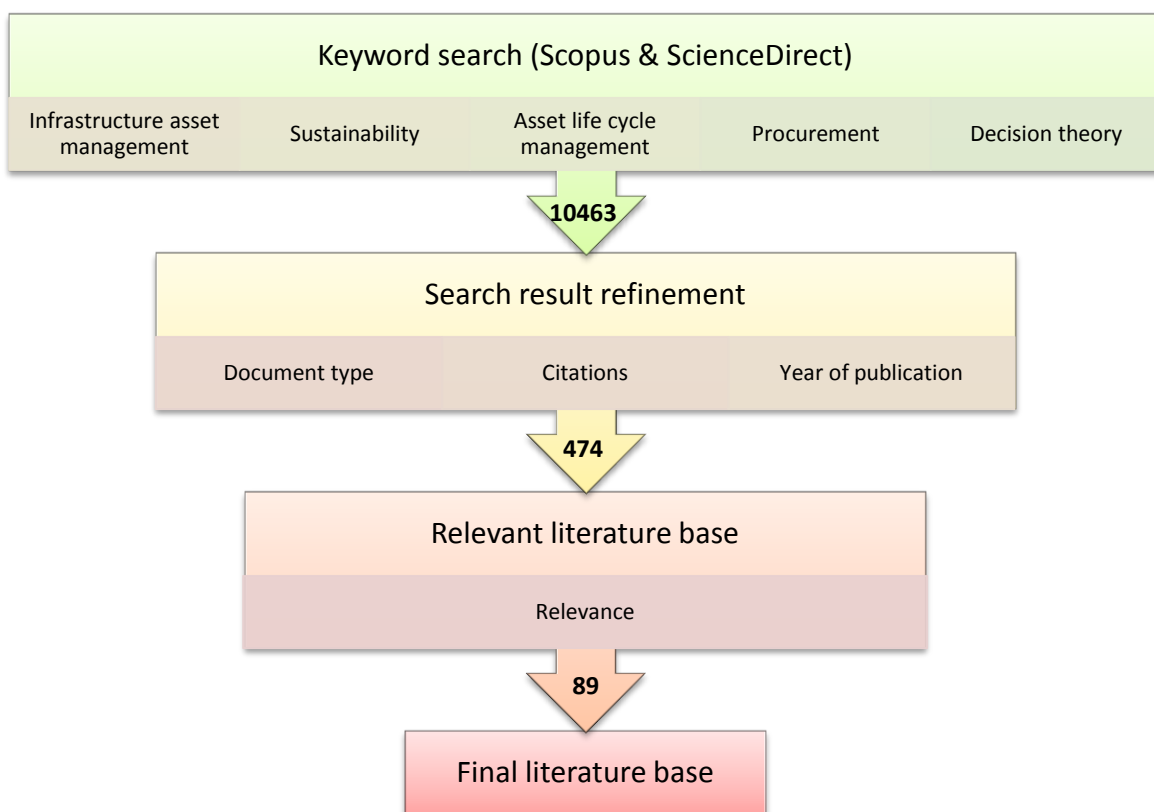 Keyword search (Scopus & ScienceDirect)
Infrastructure asset
management
Sustainability
Asset life cycle
management
Procurement
Decision theory
10463
Search result refinement
Document type
Citations
Year of publication
474
Relevant literature base
Relevance
89
Final literature base